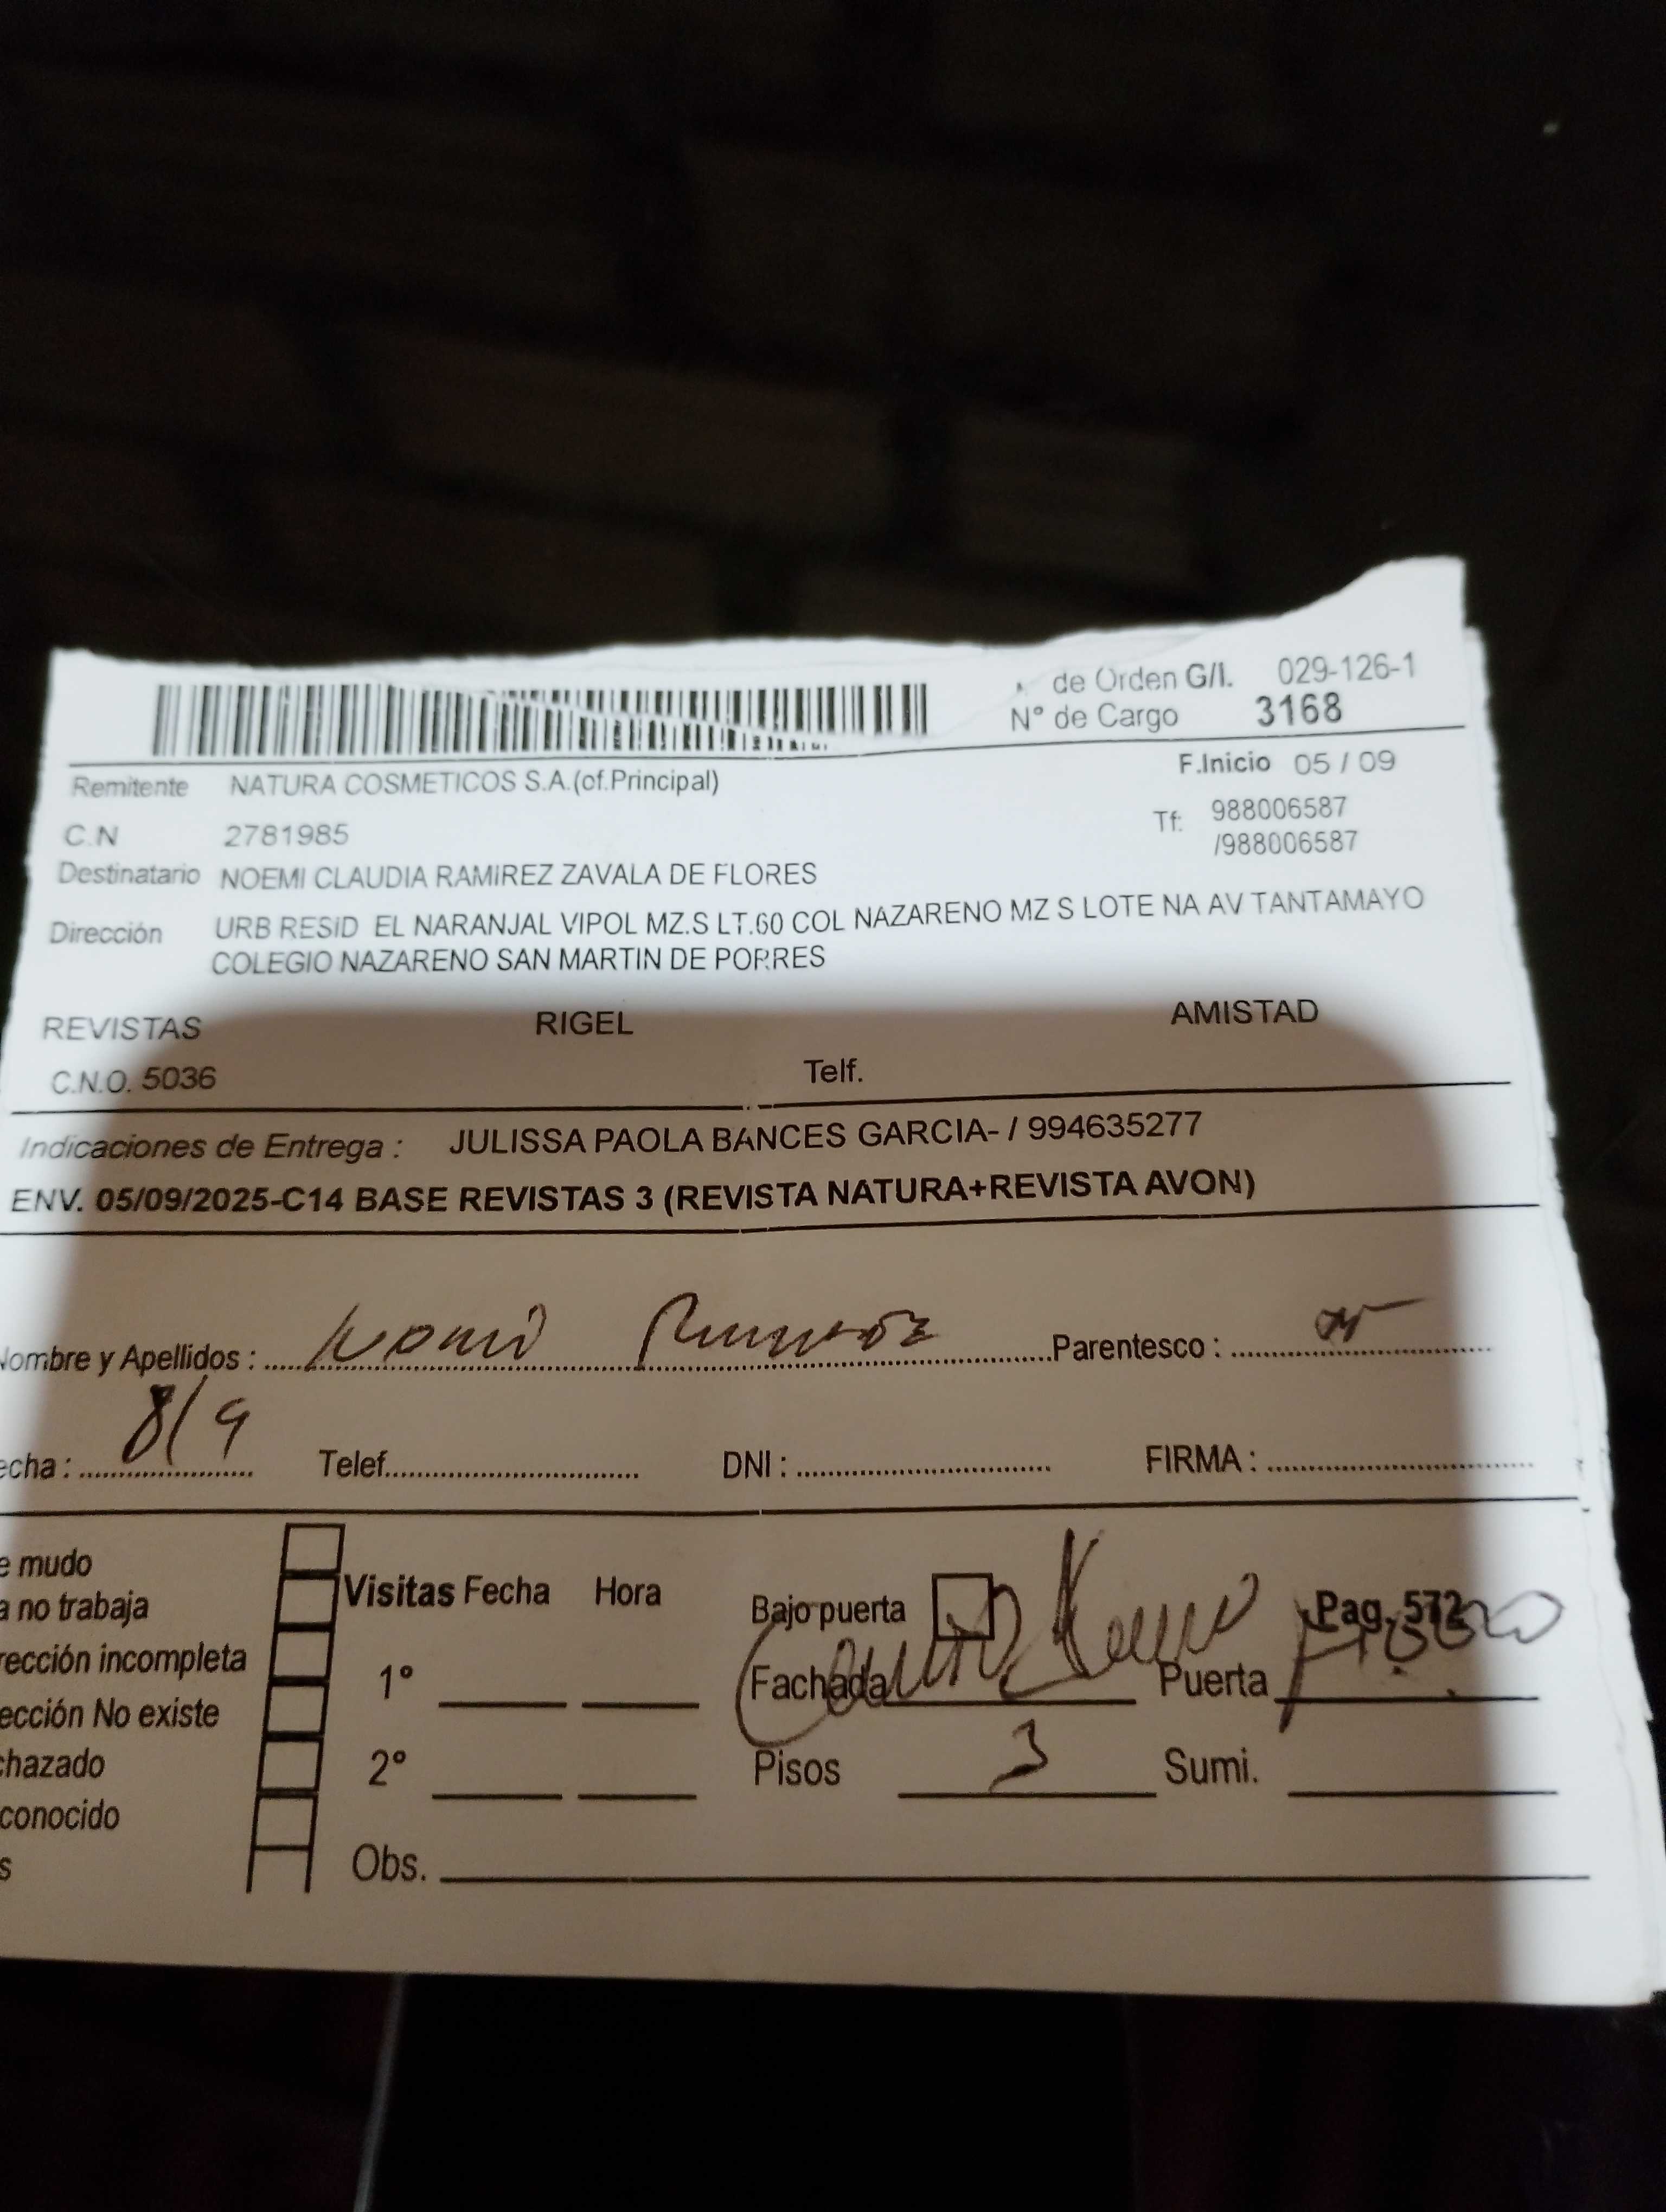 de Orden G/I. 029-126-1
N° de Cargo 3168
Remitente NATURA COSMETICOS S.A.(of.Principal)
F.Inicio 05 / 09
C.N 2781985
Tf: 988006587
/988006587
Destinatario NOEMI CLAUDIA RAMIREZ ZAVALA DE FLORES
Dirección URB RESID EL NARANJAL VIPOL MZ.S LT.60 COL NAZARENO MZ S LOTE NA AV TANTAMAYO
COLEGIO NAZARENO SAN MARTIN DE PORRES
REVISTAS RIGEL AMISTAD
C.N.O. 5036 Telf.
Indicaciones de Entrega : JULISSA PAOLA BANCES GARCIA- / 994635277
ENV. 05/09/2025-C14 BASE REVISTAS 3 (REVISTA NATURA+REVISTA AVON)
Nombre y Apellidos : Parentesco :
echa : 8/9 Telef. DNI : FIRMA :
e mudo
a no trabaja
rección incompleta
ección No existe
chazado
conocido
s
Visitas Fecha Hora
1°
2°
Obs.
Bajo puerta Pag. 572
Fachada Puerta
Pisos 3 Sumi.